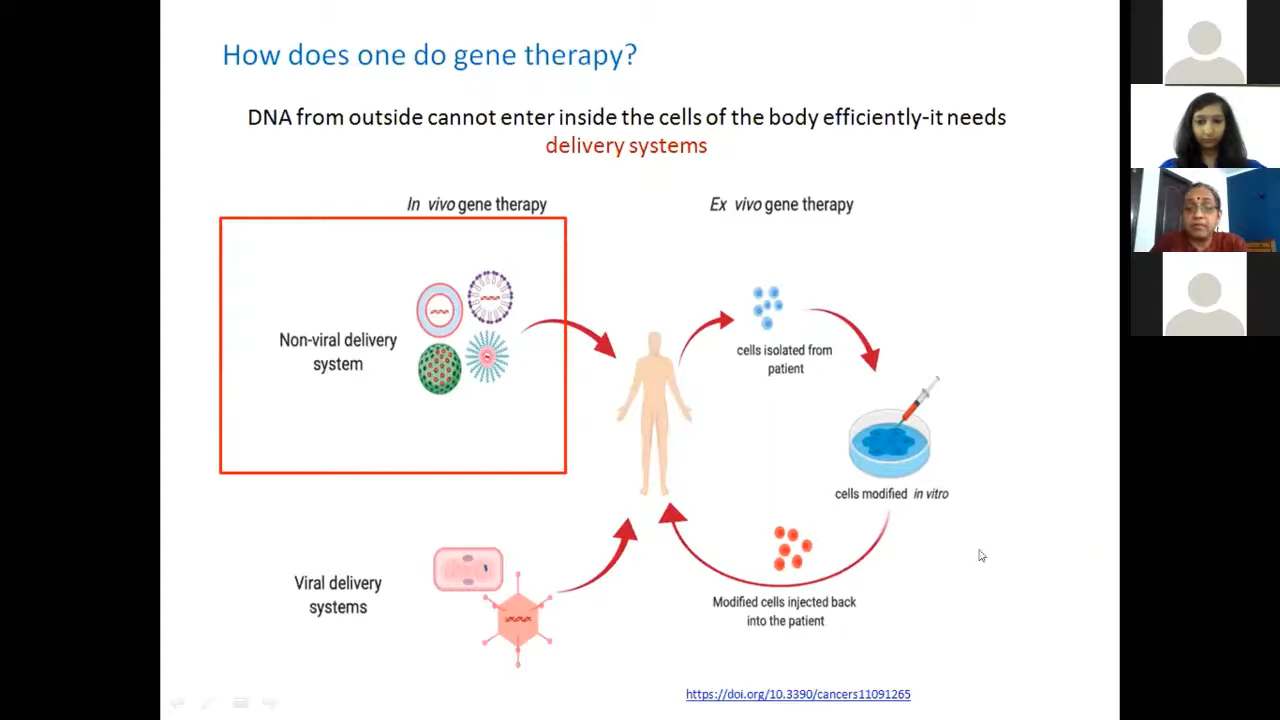 How does one do gene therapy?
DNA from outside cannot enter inside the cells of the body efficiently-it needs
delivery systems
In vivo gene therapy
Ex vivo gene therapy
Non-viral delivery
system
cells isolated from
patient
cells modified in vitro
Viral delivery
systems
Modified cells injected back
into the patient
https://doi.org/10.3390/cancers11091265